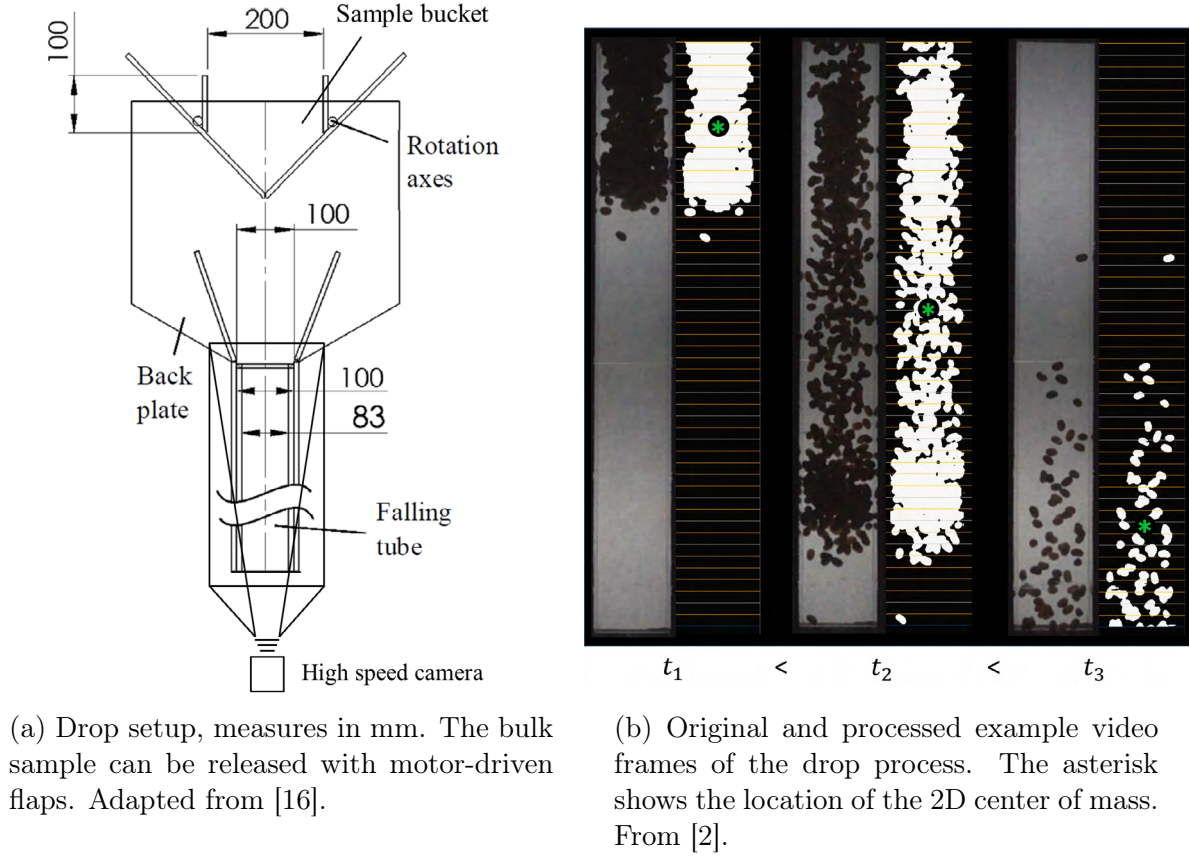 200
Sample bucket
100
Rotation
axes
100
Back
plate
100
83
Falling
tube
High speed camera
t₁ < t₂ < t₃
(a) Drop setup, measures in mm. The bulk
sample can be released with motor-driven
flaps. Adapted from [16].
(b) Original and processed example video
frames of the drop process. The asterisk
shows the location of the 2D center of mass.
From [2].